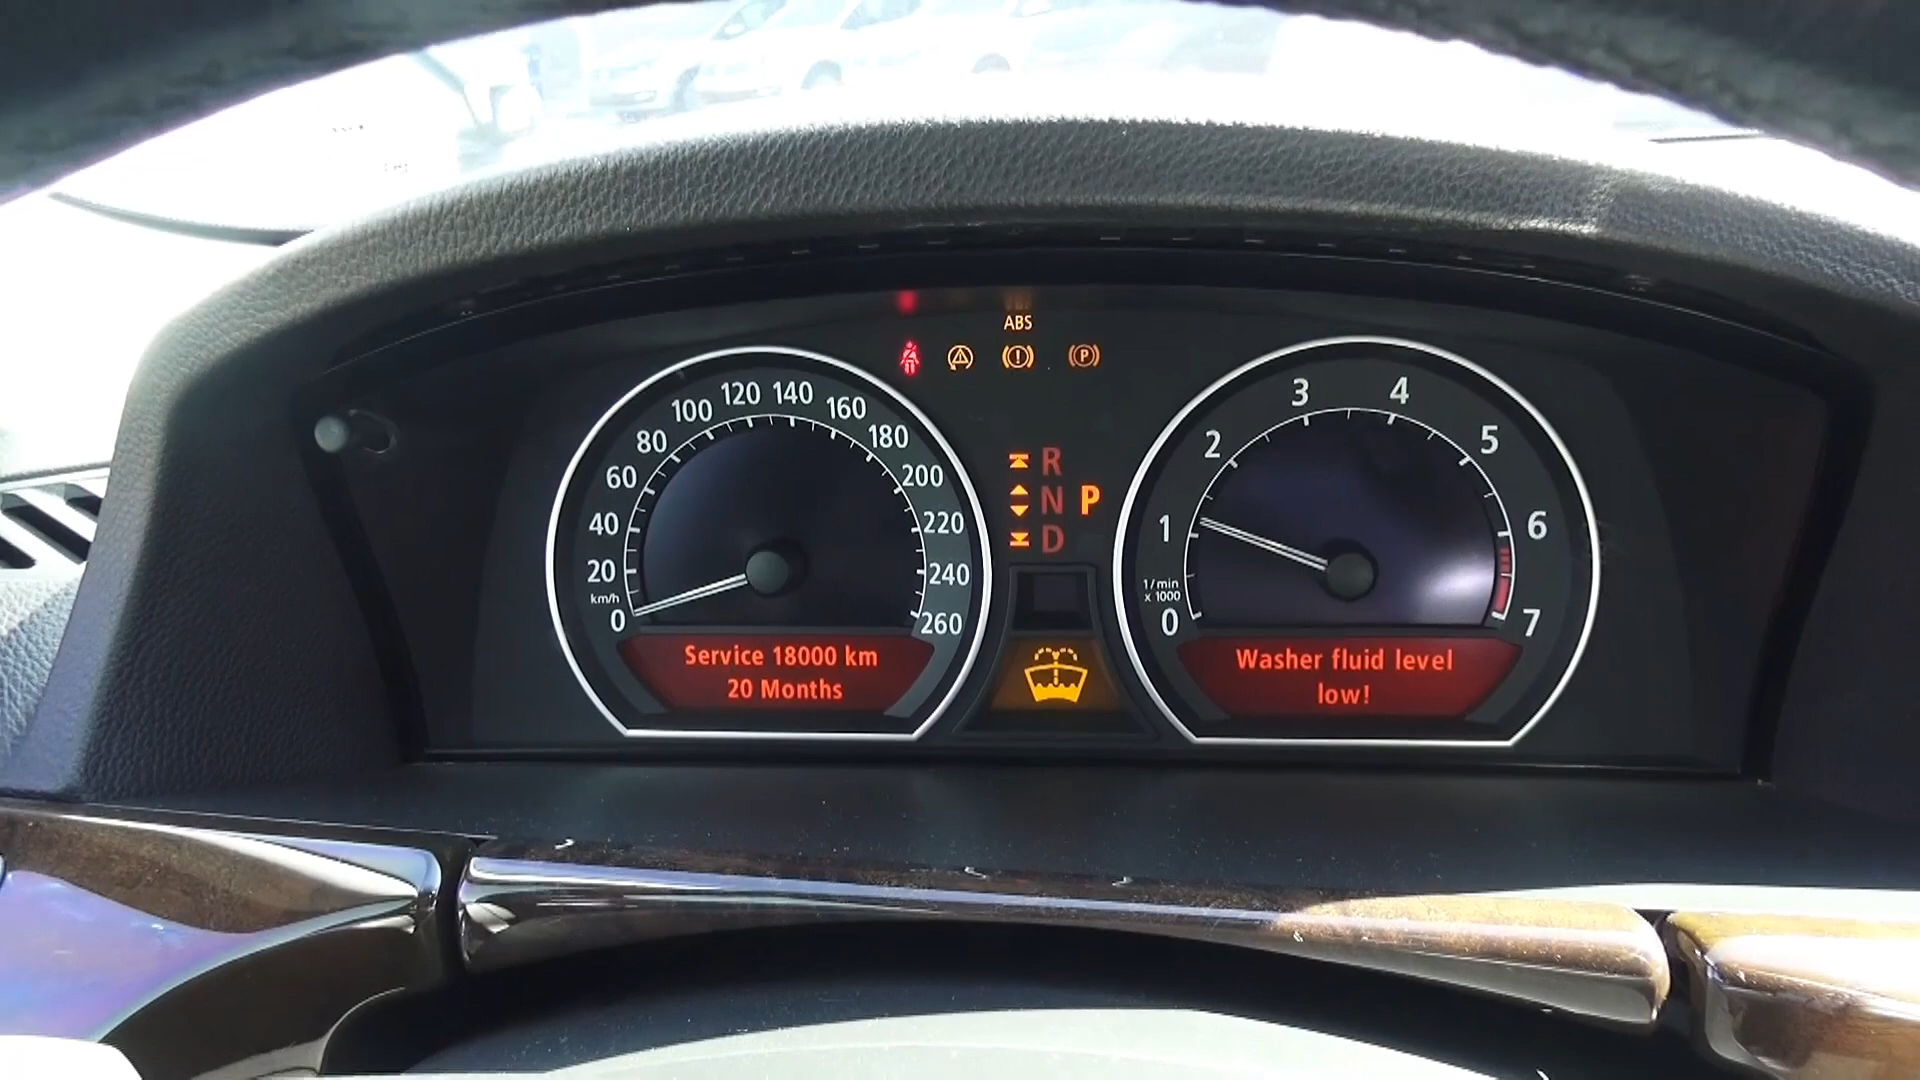 ABS
P
120 140
100 160
80 180
60 200
40 220
20 240
km/h
0 260
Service 18000 km
20 Months
R
N P
D
3 4
2 5
1 6
1/min
x 1000
0 7
Washer fluid level
low!